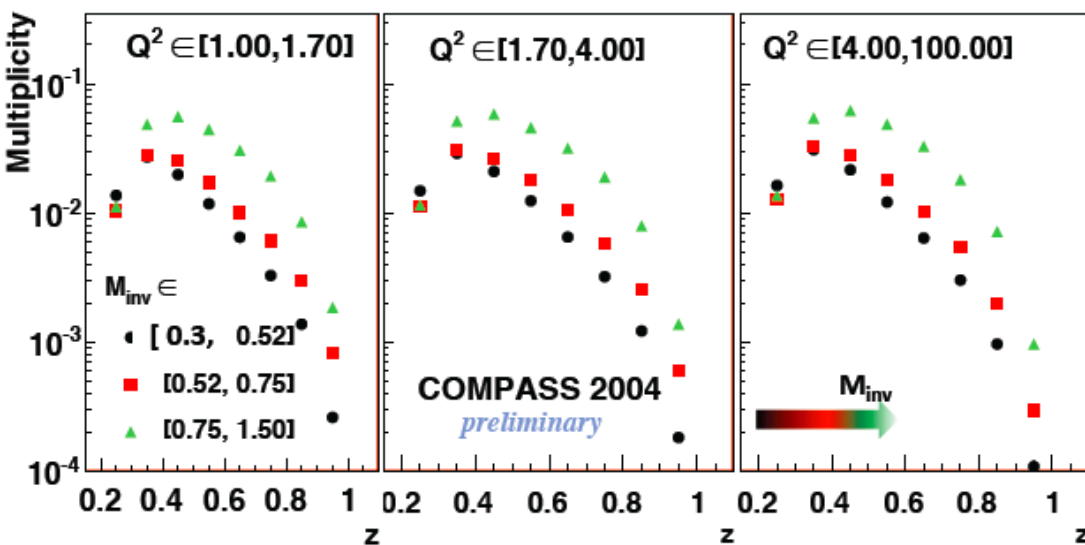 Multiplicity
10⁻¹
10⁻²
10⁻³
10⁻⁴
Q² ∈[1.00,1.70]
Q² ∈[1.70,4.00]
Q² ∈[4.00,100.00]
M_inv ∈
[ 0.3, 0.52]
[0.52, 0.75]
[0.75, 1.50]
COMPASS 2004
preliminary
M_inv
0.2 0.4 0.6 0.8 1
z
0.2 0.4 0.6 0.8 1
z
0.2 0.4 0.6 0.8 1
z